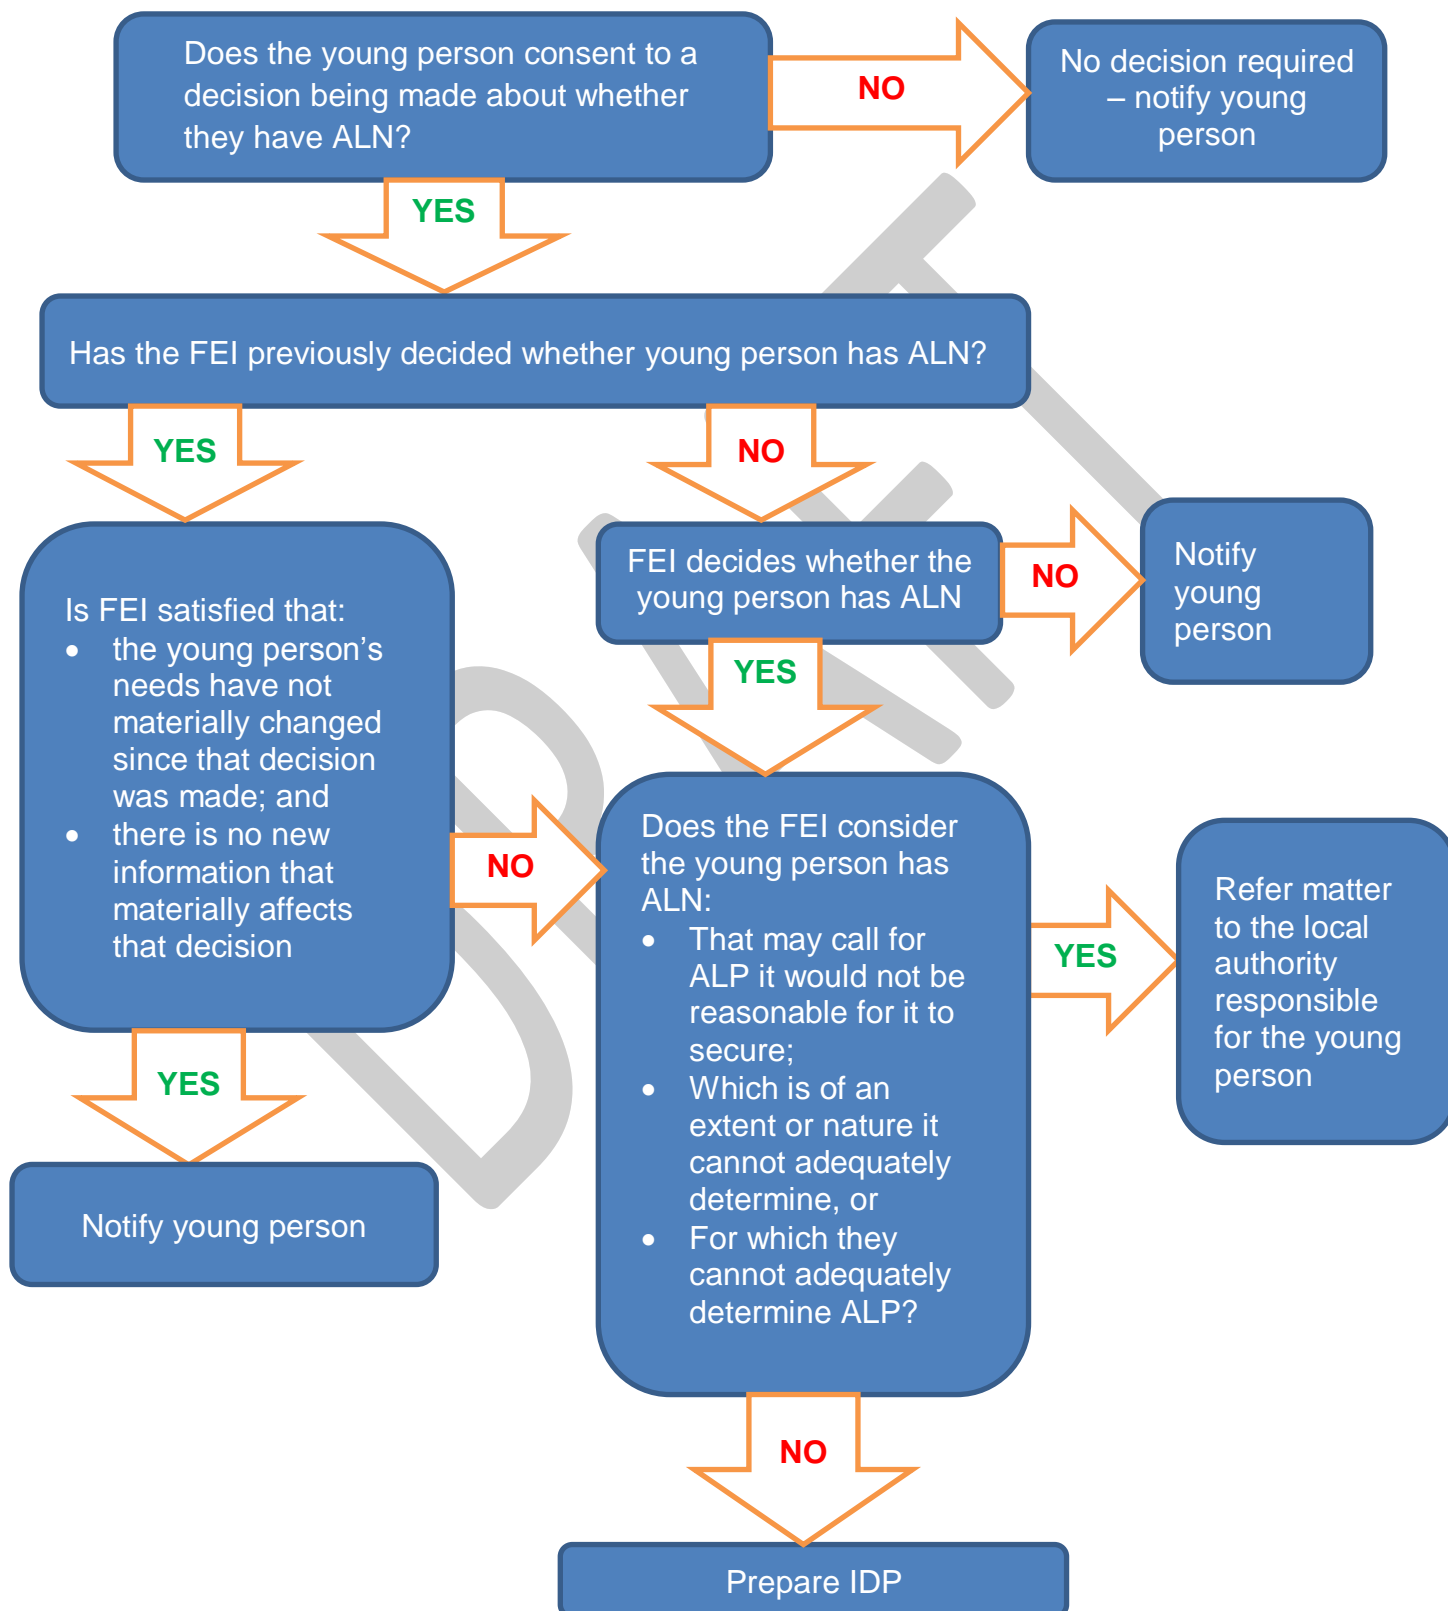 Does the young person consent to a
decision being made about whether
they have ALN?
NO
No decision required
– notify young
person
YES
Has the FEI previously decided whether young person has ALN?
YES
NO
FEI decides whether the
young person has ALN
NO
Notify
young
person
Is FEI satisfied that:
• the young person’s
needs have not
materially changed
since that decision
was made; and
• there is no new
information that
materially affects
that decision
YES
NO
Does the FEI consider
the young person has
ALN:
• That may call for
ALP it would not be
reasonable for it to
secure;
• Which is of an
extent or nature it
cannot adequately
determine, or
• For which they
cannot adequately
determine ALP?
YES
Refer matter
to the local
authority
responsible
for the young
person
YES
Notify young person
NO
Prepare IDP
DRAFT